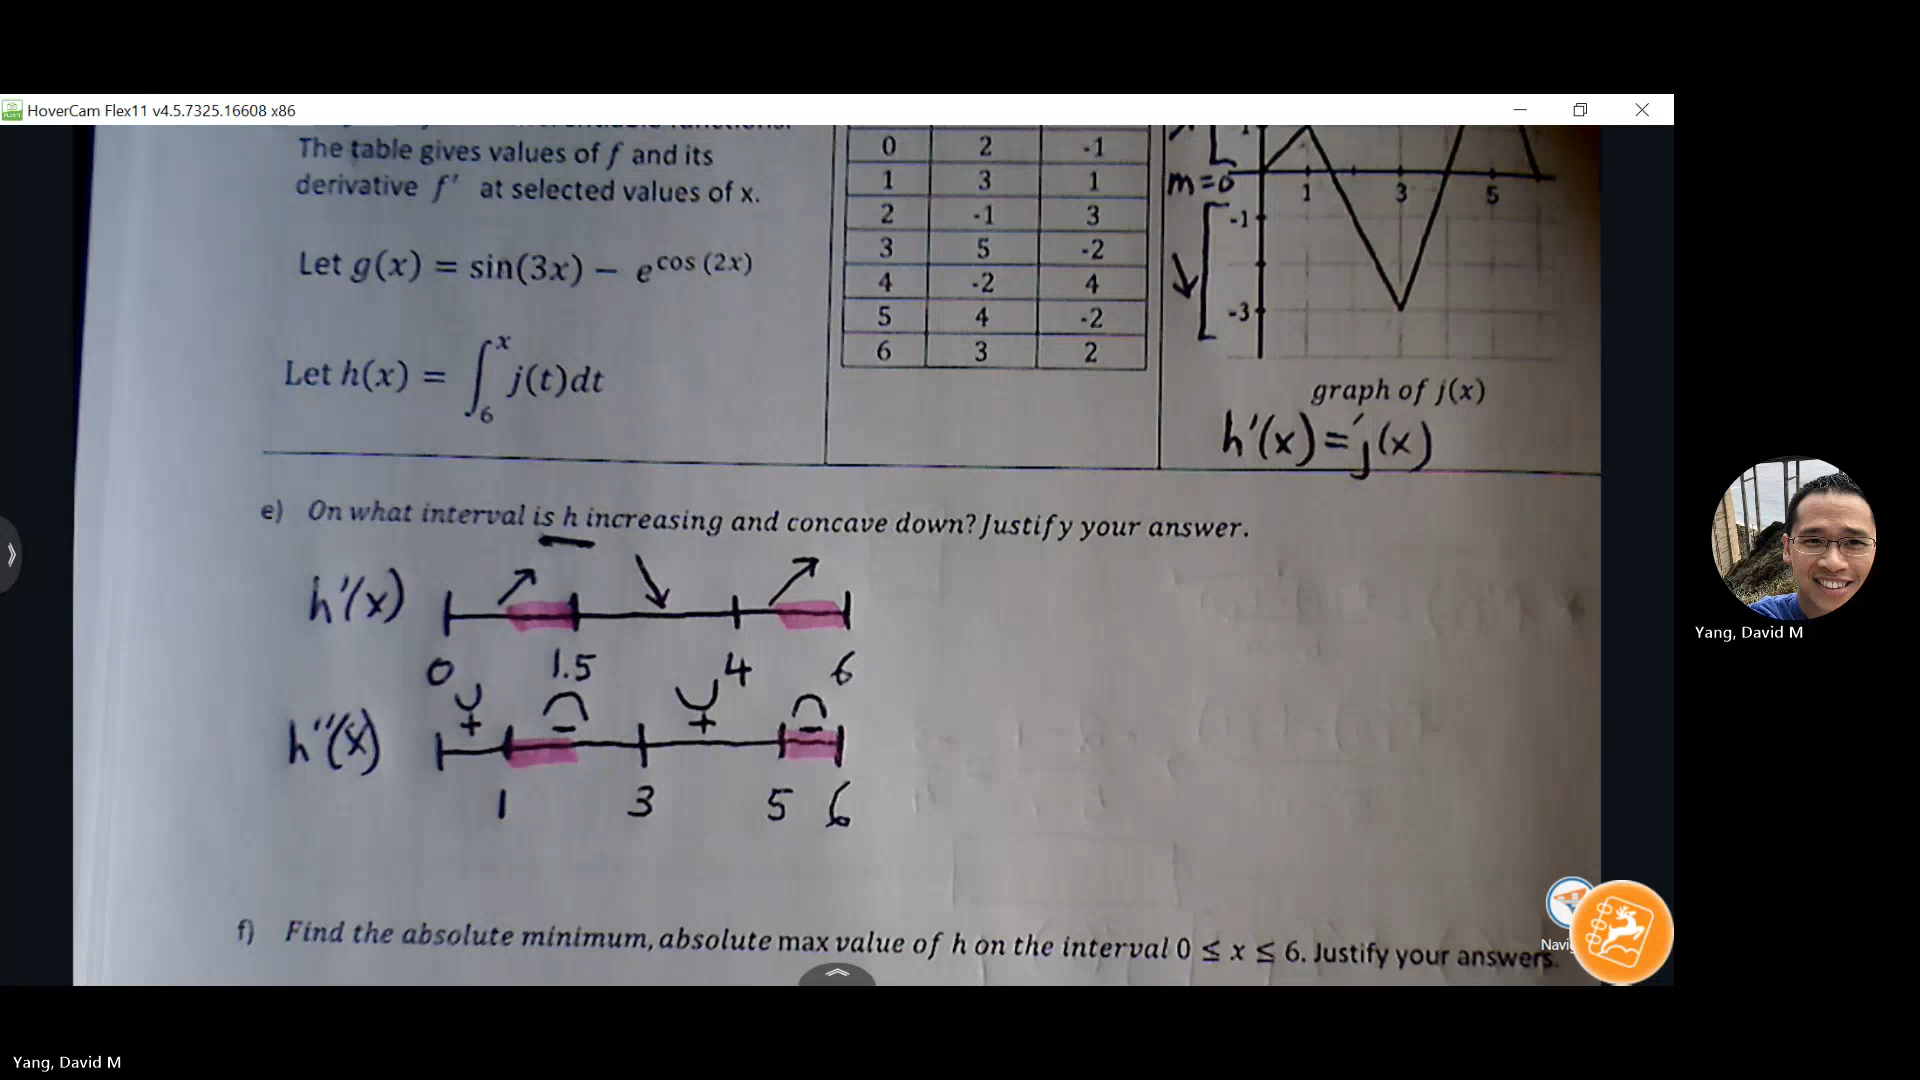 HoverCam Flex11 v4.5.7325.16608 x86
The table gives values of f and its
derivative f' at selected values of x.
Let g(x) = sin(3x) − e^cos (2x)
Let h(x) = ∫_6^x j(t)dt
0 2 -1
1 3 1
2 -1 3
3 5 -2
4 -2 4
5 4 -2
6 3 2
1
m=0
1 3 5
-1
-3
graph of j(x)
h'(x) = j(x)
e) On what interval is h increasing and concave down? Justify your answer.
h'(x)
0 1.5 4 6
+ − + −
h''(x)
1 3 5 6
f) Find the absolute minimum, absolute max value of h on the interval 0 ≤ x ≤ 6. Justify your answers.
Navi
Yang, David M
Yang, David M